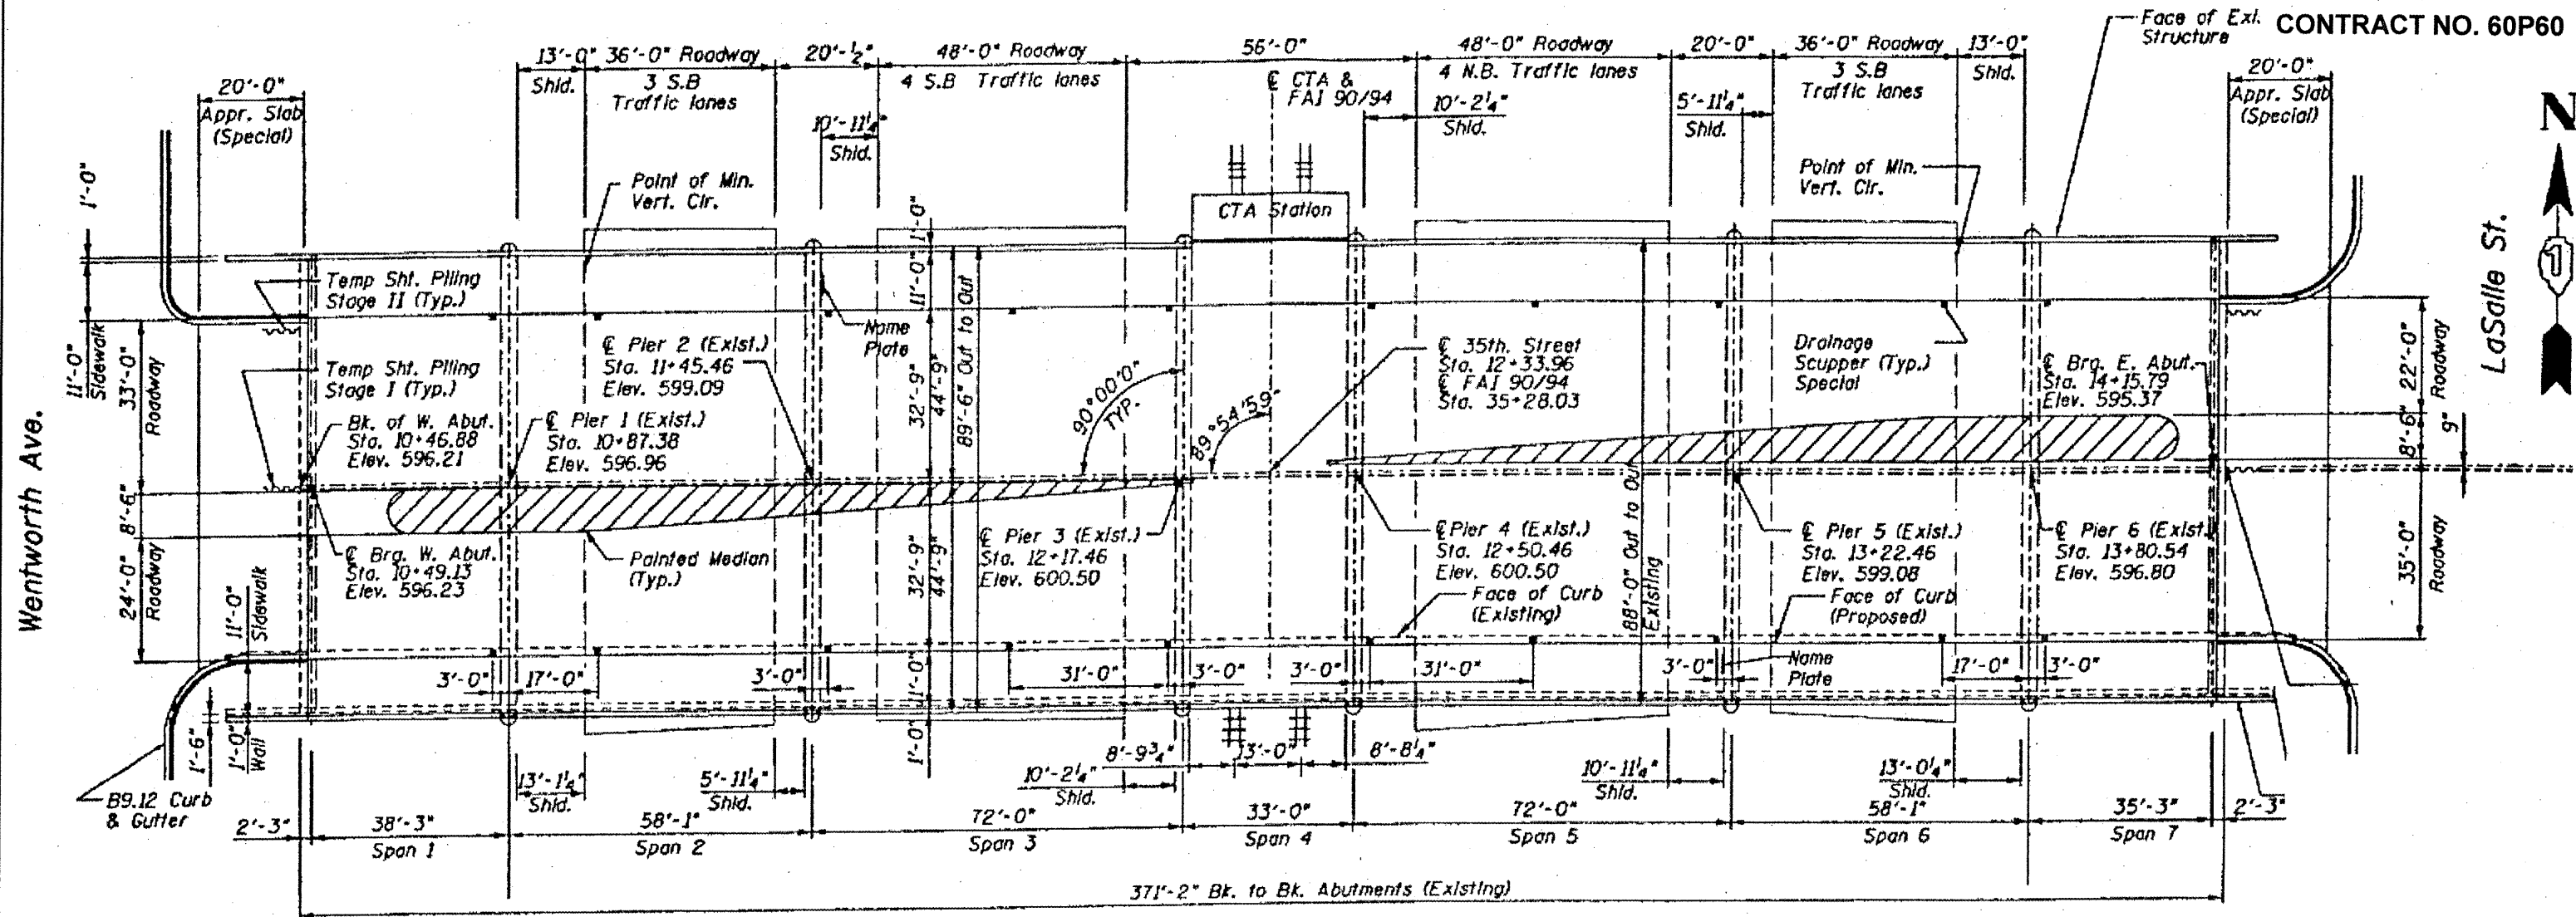 CONTRACT NO. 60P60
Face of Exi.
Structure
13'-0"
Shld.
36'-0" Roadway
3 S.B
Traffic lanes
20'-½"
48'-0" Roadway
4 S.B Traffic lanes
56'-0"
℄ CTA &
FAI 90/94
48'-0" Roadway
4 N.B. Traffic lanes
20'-0"
36'-0" Roadway
3 S.B
Traffic lanes
13'-0"
Shld.
20'-0"
Appr. Slab
(Special)
20'-0"
Appr. Slab
(Special)
10'-11¼"
Shld.
10'-2¼"
Shld.
5'-11¼"
Shld.
N
1
LaSalle St.
Wentworth Ave.
1'-0"
11'-0"
Sidewalk
33'-0"
Roadway
8'-6"
24'-0"
Roadway
11'-0"
Sidewalk
1'-6"
1'-0"
Wall
Point of Min.
Vert. Clr.
Point of Min.
Vert. Clr.
CTA Station
Temp Sht. Piling
Stage II (Typ.)
Temp Sht. Piling
Stage I (Typ.)
Bk. of W. Abut.
Sta. 10+46.88
Elev. 596.21
℄ Pier 1 (Exist.)
Sta. 10+87.38
Elev. 596.96
℄ Pier 2 (Exist.)
Sta. 11+45.46
Elev. 599.09
Name
Plate
1'-0"
11'-0"
32'-9"
44'-9"
89'-6" Out to Out
32'-9"
44'-9"
11'-0"
1'-0"
90°00'0"
TYP.
89°54'59"
℄ 35th. Street
Sta. 12+33.96
℄ FAI 90/94
Sta. 35+28.03
Drainage
Scupper (Typ.)
Special
℄ Brg. E. Abut.
Sta. 14+15.79
Elev. 595.37
22'-0"
Roadway
8'-6"
9"
35'-0"
Roadway
℄ Brg. W. Abut.
Sta. 10+49.13
Elev. 596.23
Painted Median
(Typ.)
℄ Pier 3 (Exist.)
Sta. 12+17.46
Elev. 600.50
℄ Pier 4 (Exist.)
Sta. 12+50.46
Elev. 600.50
Face of Curb
(Existing)
88'-0" Out to Out
Existing
℄ Pier 5 (Exist.)
Sta. 13+22.46
Elev. 599.08
Face of Curb
(Proposed)
℄ Pier 6 (Exist.)
Sta. 13+80.54
Elev. 596.80
3'-0"
17'-0"
3'-0"
31'-0"
3'-0"
3'-0"
31'-0"
3'-0"
Name
Plate
17'-0"
3'-0"
B9.12 Curb
& Gutter
13'-1¼"
Shld.
5'-11¼"
Shld.
10'-2¼"
Shld.
8'-9¾"
13'-0"
8'-8¼"
10'-11¼"
Shld.
13'-0¼"
Shld.
2'-3"
38'-3"
Span 1
58'-1"
Span 2
72'-0"
Span 3
33'-0"
Span 4
72'-0"
Span 5
58'-1"
Span 6
35'-3"
Span 7
2'-3"
371'-2" Bk. to Bk. Abutments (Existing)